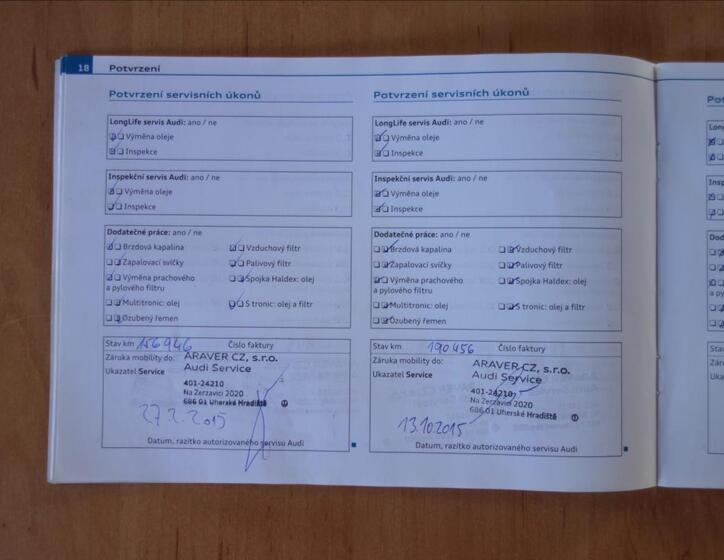 18 Potvrzení
Potvrzení servisních úkonů
LongLife servis Audi: ano / ne
Výměna oleje
Inspekce
Inspekční servis Audi: ano / ne
Výměna oleje
Inspekce
Dodatečné práce: ano / ne
Brzdová kapalina Vzduchový filtr
Zapalovací svíčky Palivový filtr
Výměna prachového Spojka Haldex: olej
a pylového filtru
Multitronic: olej S tronic: olej a filtr
Ozubený řemen
Stav km 156946 Číslo faktury
Záruka mobility do: ARAVER CZ, s.r.o.
Ukazatel Service Audi Service
401-24210
Na Zerzavici 2020
686 01 Uherské Hradiště
27.2.2015
Datum, razítko autorizovaného servisu Audi
Potvrzení servisních úkonů
LongLife servis Audi: ano / ne
Výměna oleje
Inspekce
Inspekční servis Audi: ano / ne
Výměna oleje
Inspekce
Dodatečné práce: ano / ne
Brzdová kapalina Vzduchový filtr
Zapalovací svíčky Palivový filtr
Výměna prachového Spojka Haldex: olej
a pylového filtru
Multitronic: olej S tronic: olej a filtr
Ozubený řemen
Stav km 190456 Číslo faktury
Záruka mobility do: ARAVER CZ, s.r.o.
Ukazatel Service Audi Service
401-24210
Na Zerzavici 2020
686 01 Uherské Hradiště
13.10.2015
Datum, razítko autorizovaného servisu Audi